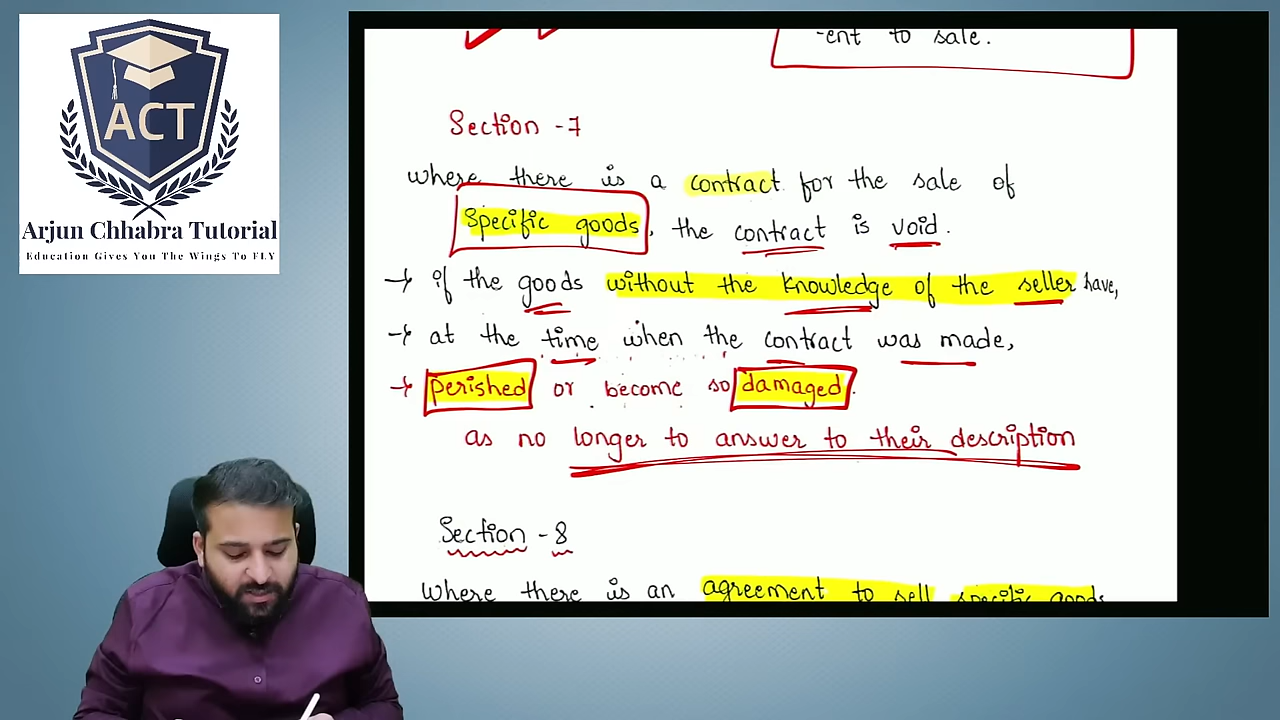 ACT
Arjun Chhabra Tutorial
Education Gives You The Wings To FLY
-ent to sale.
Section - 7
where there is a contract for the sale of
Specific goods, the contract is void.
→ if the goods without the knowledge of the seller have,
→ at the time when the contract was made,
→ perished or become so damaged.
as no longer to answer to their description
Section - 8
Where there is an agreement to sell specific goods